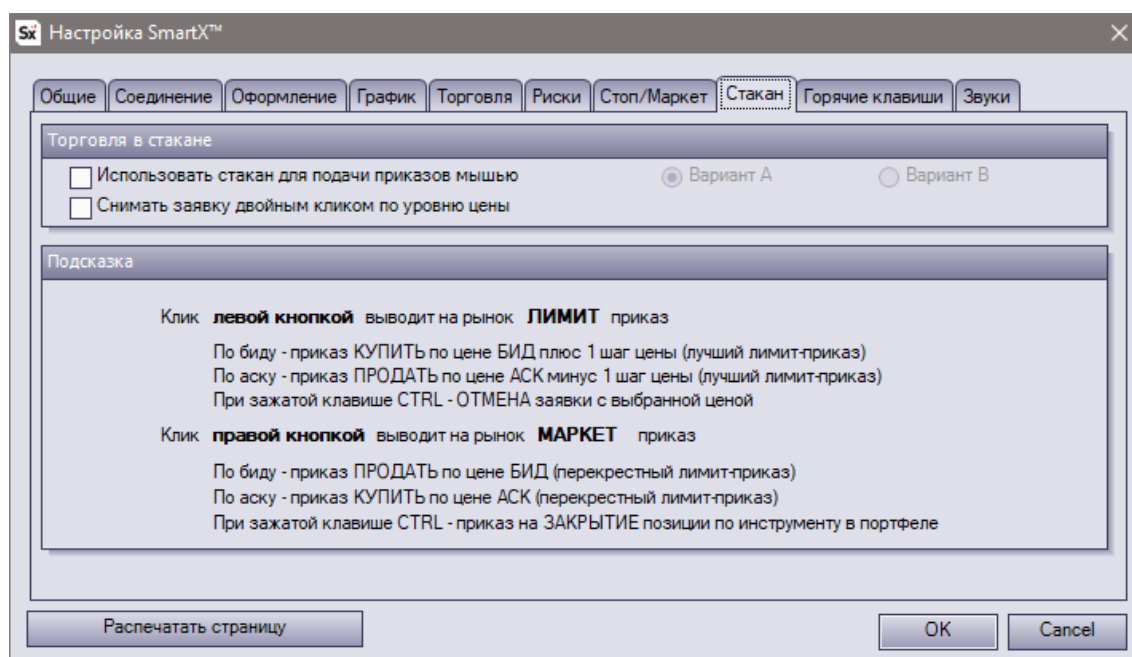 Sx Настройка SmartX™
Общие Соединение Оформление График Торговля Риски Стоп/Маркет Стакан Горячие клавиши Звуки
Торговля в стакане
Использовать стакан для подачи приказов мышью Вариант A Вариант B
Снимать заявку двойным кликом по уровню цены
Подсказка
Клик левой кнопкой выводит на рынок ЛИМИТ приказ
По биду - приказ КУПИТЬ по цене БИД плюс 1 шаг цены (лучший лимит-приказ)
По аску - приказ ПРОДАТЬ по цене АСК минус 1 шаг цены (лучший лимит-приказ)
При зажатой клавише CTRL - ОТМЕНА заявки с выбранной ценой
Клик правой кнопкой выводит на рынок МАРКЕТ приказ
По биду - приказ ПРОДАТЬ по цене БИД (перекрестный лимит-приказ)
По аску - приказ КУПИТЬ по цене АСК (перекрестный лимит-приказ)
При зажатой клавише CTRL - приказ на ЗАКРЫТИЕ позиции по инструменту в портфеле
Распечатать страницу OK Cancel